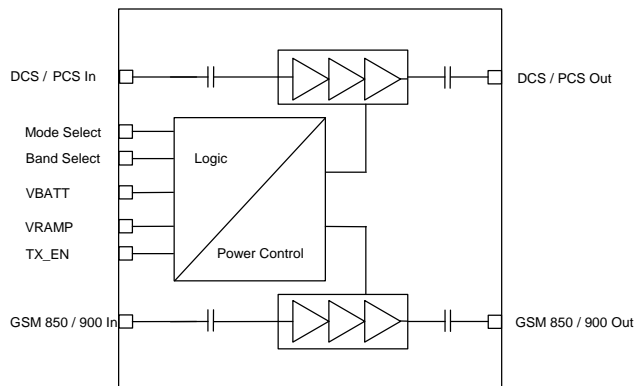 DCS / PCS In
DCS / PCS Out
Mode Select
Band Select
Logic
VBATT
VRAMP
TX_EN
Power Control
GSM 850 / 900 In
GSM 850 / 900 Out